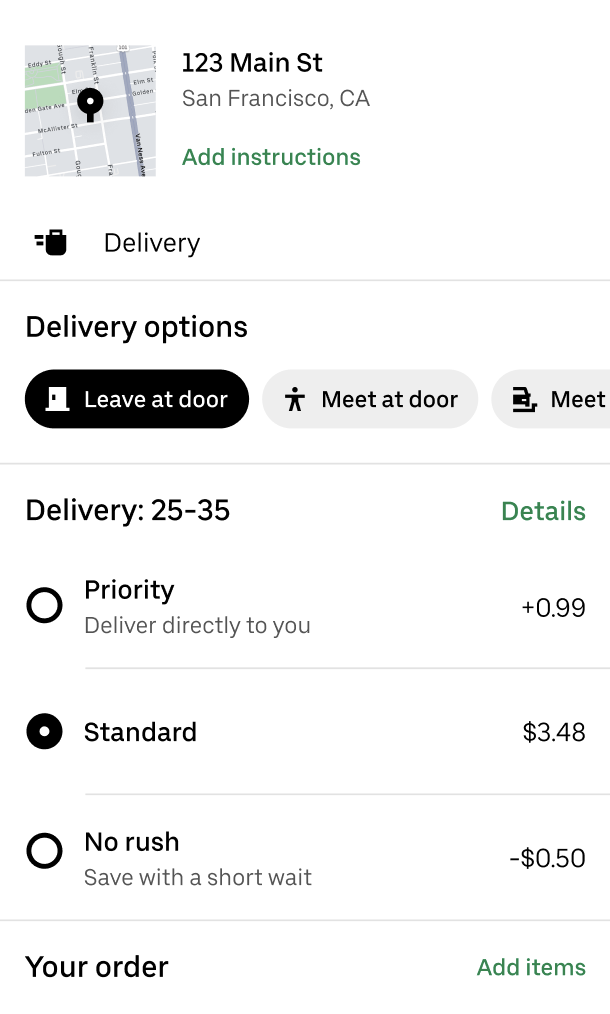 Eddy St
Franklin St
101
Elm St
Golden
den Gate Ave
McAllister St
Fulton St
Van Ness Ave
Fra
123 Main St
San Francisco, CA
Add instructions
Delivery
Delivery options
Leave at door
Meet at door
Meet
Delivery: 25-35
Details
Priority
Deliver directly to you
+0.99
Standard
$3.48
No rush
Save with a short wait
-$0.50
Your order
Add items